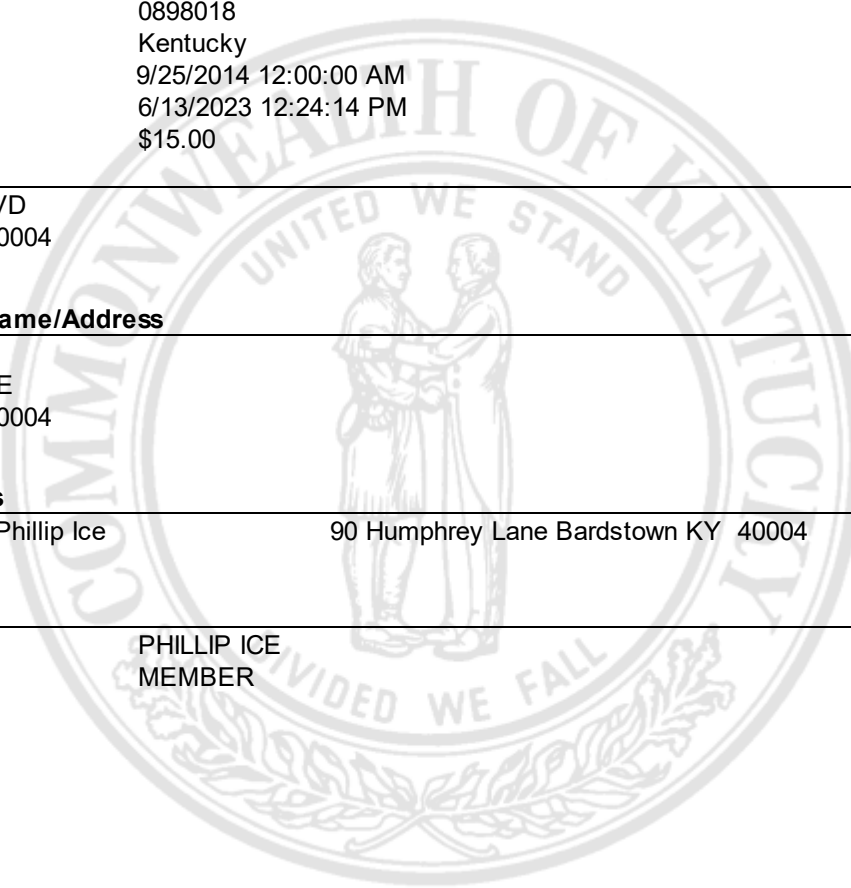 0898018
Kentucky
9/25/2014 12:00:00 AM
6/13/2023 12:24:14 PM
$15.00
VD
0004
ame/Address
E
0004
s
Phillip Ice 90 Humphrey Lane Bardstown KY 40004
PHILLIP ICE
MEMBER
COMMONWEALTH OF KENTUCKY
UNITED WE STAND
DIVIDED WE FALL